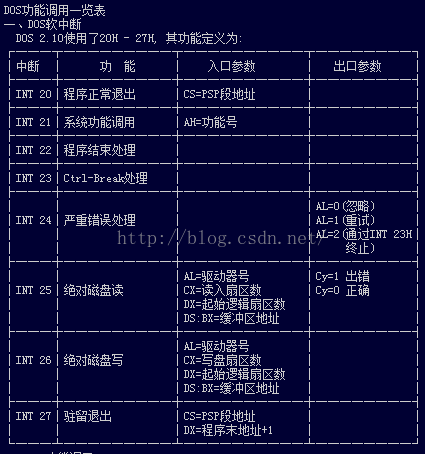 DOS功能调用一览表
一、DOS软中断
DOS 2.10使用了20H - 27H, 其功能定义为:
中断 功 能 入口参数 出口参数
INT 20 程序正常退出 CS=PSP段地址
INT 21 系统功能调用 AH=功能号
INT 22 程序结束处理
INT 23 Ctrl-Break处理
INT 24 严重错误处理 AL=0(忽略)
AL=1(重试)
AL=2(通过INT 23H
终止)
http://blog.csdn.net/
INT 25 绝对磁盘读 AL=驱动器号 Cy=1 出错
CX=读入扇区数 Cy=0 正确
DX=起始逻辑扇区数
DS:BX=缓冲区地址
INT 26 绝对磁盘写 AL=驱动器号
CX=写盘扇区数
DX=起始逻辑扇区数
DS:BX=缓冲区地址
INT 27 驻留退出 CS=PSP段地址
DX=程序末地址+1